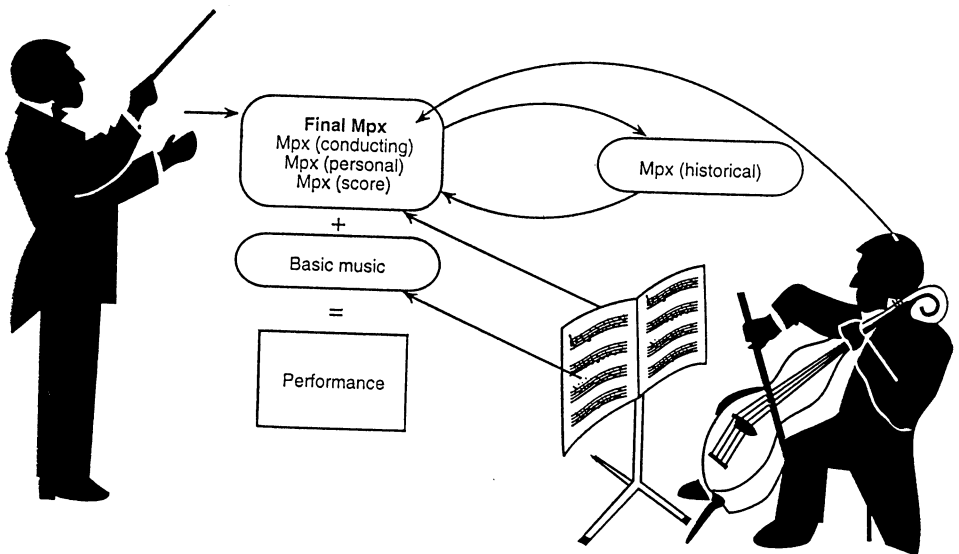 Final Mpx
Mpx (conducting)
Mpx (personal)
Mpx (score)
Mpx (historical)
+
Basic music
=
Performance